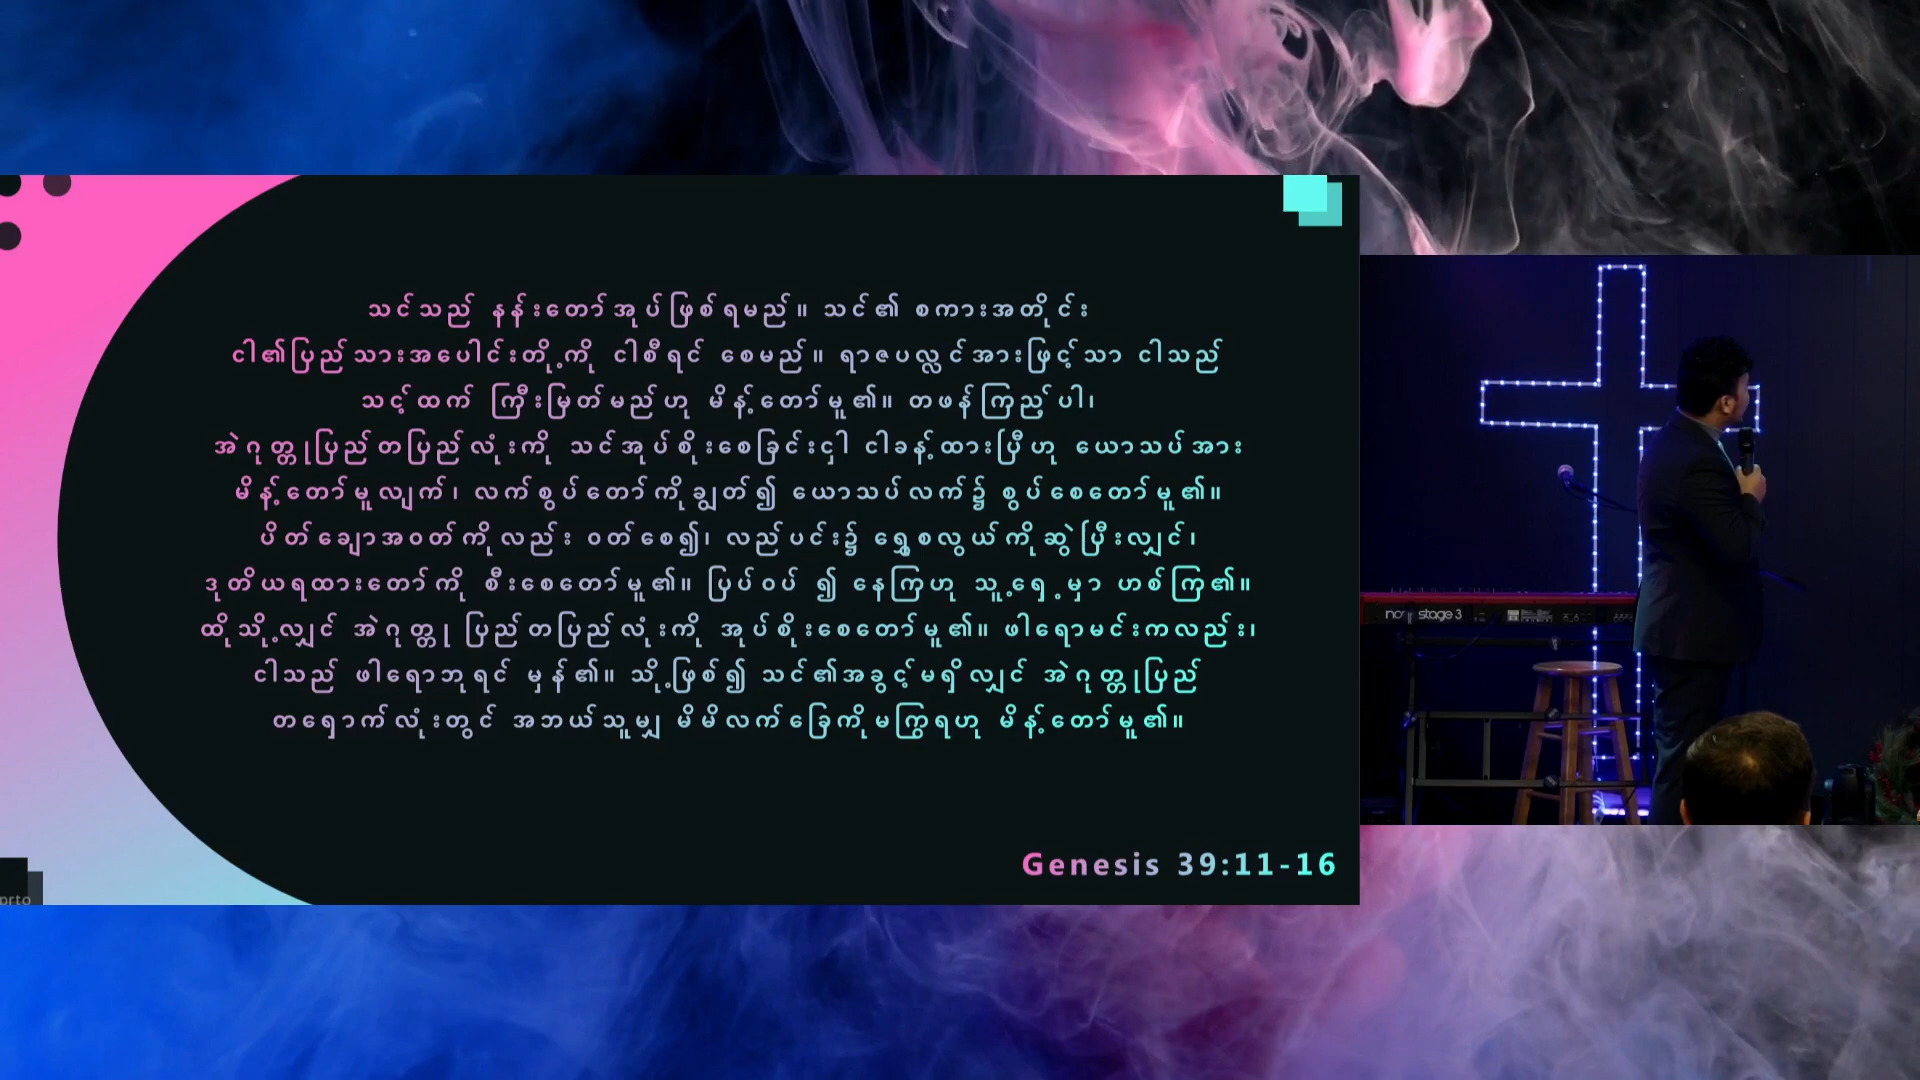 သင်သည် နန်းတော်အုပ်ဖြစ်ရမည်။ သင်၏ စကားအတိုင်း
ငါ၏ပြည်သားအပေါင်းတို့ကို ငါစီရင် စေမည်။ ရာဇပလ္လင်အားဖြင့်သာ ငါသည်
သင့်ထက် ကြီးမြတ်မည်ဟု မိန့်တော်မူ၏။ တဖန်ကြည့်ပါ၊
အဲဂုတ္တုပြည်တပြည်လုံးကို သင်အုပ်စိုးစေခြင်းငှါ ငါခန့်ထားပြီဟု ယောသပ်အား
မိန့်တော်မူလျက်၊ လက်စွပ်တော်ကိုချွတ်၍ ယောသပ်လက်၌ စွပ်စေတော်မူ၏။
ပိတ်ချောအဝတ်ကိုလည်း ဝတ်စေ၍၊ လည်ပင်း၌ ရွှေစလွယ်ကိုဆွဲပြီးလျှင်၊
ဒုတိယရထားတော်ကို စီးစေတော်မူ၏။ ပြပ်ဝပ် ၍ နေကြဟု သူ့ရှေ့မှာ ဟစ်ကြ၏။
ထိုသို့လျှင် အဲဂုတ္တု ပြည်တပြည်လုံးကို အုပ်စိုးစေတော်မူ၏။ ဖါရောမင်းကလည်း၊
ငါသည် ဖါရောဘုရင် မှန်၏။ သို့ဖြစ်၍ သင်၏အခွင့်မရှိလျှင် အဲဂုတ္တုပြည်
တရှောက်လုံးတွင် အဘယ်သူမျှ မိမိလက်ခြေကိုမကြွရဟု မိန့်တော်မူ၏။
Genesis 39:11-16
stage 3